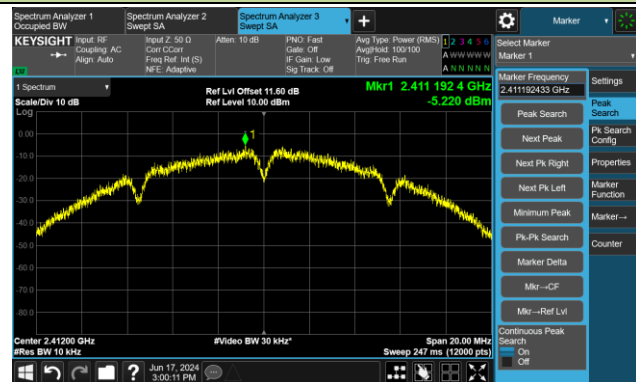 Spectrum Analyzer 1
Occupied BW
Spectrum Analyzer 2
Swept SA
Spectrum Analyzer 3
Swept SA
Marker
KEYSIGHT
Input: RF
Coupling: AC
Align: Auto
Input Z: 50 Ω
Corr CCorr
Freq Ref: Int (S)
NFE: Adaptive
Atten: 10 dB
PNO: Fast
Gate: Off
IF Gain: Low
Sig Track: Off
Avg Type: Power (RMS)
Avg|Hold: 100/100
Trig: Free Run
1 2 3 4 5 6
A W W W W W
A N N N N N
Select Marker
Marker 1
1 Spectrum
Scale/Div 10 dB
Ref Lvl Offset 11.60 dB
Ref Level 10.00 dBm
Mkr1 2.411 192 4 GHz
-5.220 dBm
Log
0.00
-10.0
-20.0
-30.0
-40.0
-50.0
-60.0
-70.0
-80.0
1
Center 2.41200 GHz
#Res BW 10 kHz
#Video BW 30 kHz*
Span 20.00 MHz
Sweep 247 ms (12000 pts)
Marker Frequency
2.411192433 GHz
Peak Search
Next Peak
Next Pk Right
Next Pk Left
Minimum Peak
Pk-Pk Search
Marker Delta
Mkr→CF
Mkr→Ref Lvl
Continuous Peak
Search
On
Off
Settings
Peak
Search
Pk Search
Config
Properties
Marker
Function
Marker→
Counter
Jun 17, 2024
3:00:11 PM